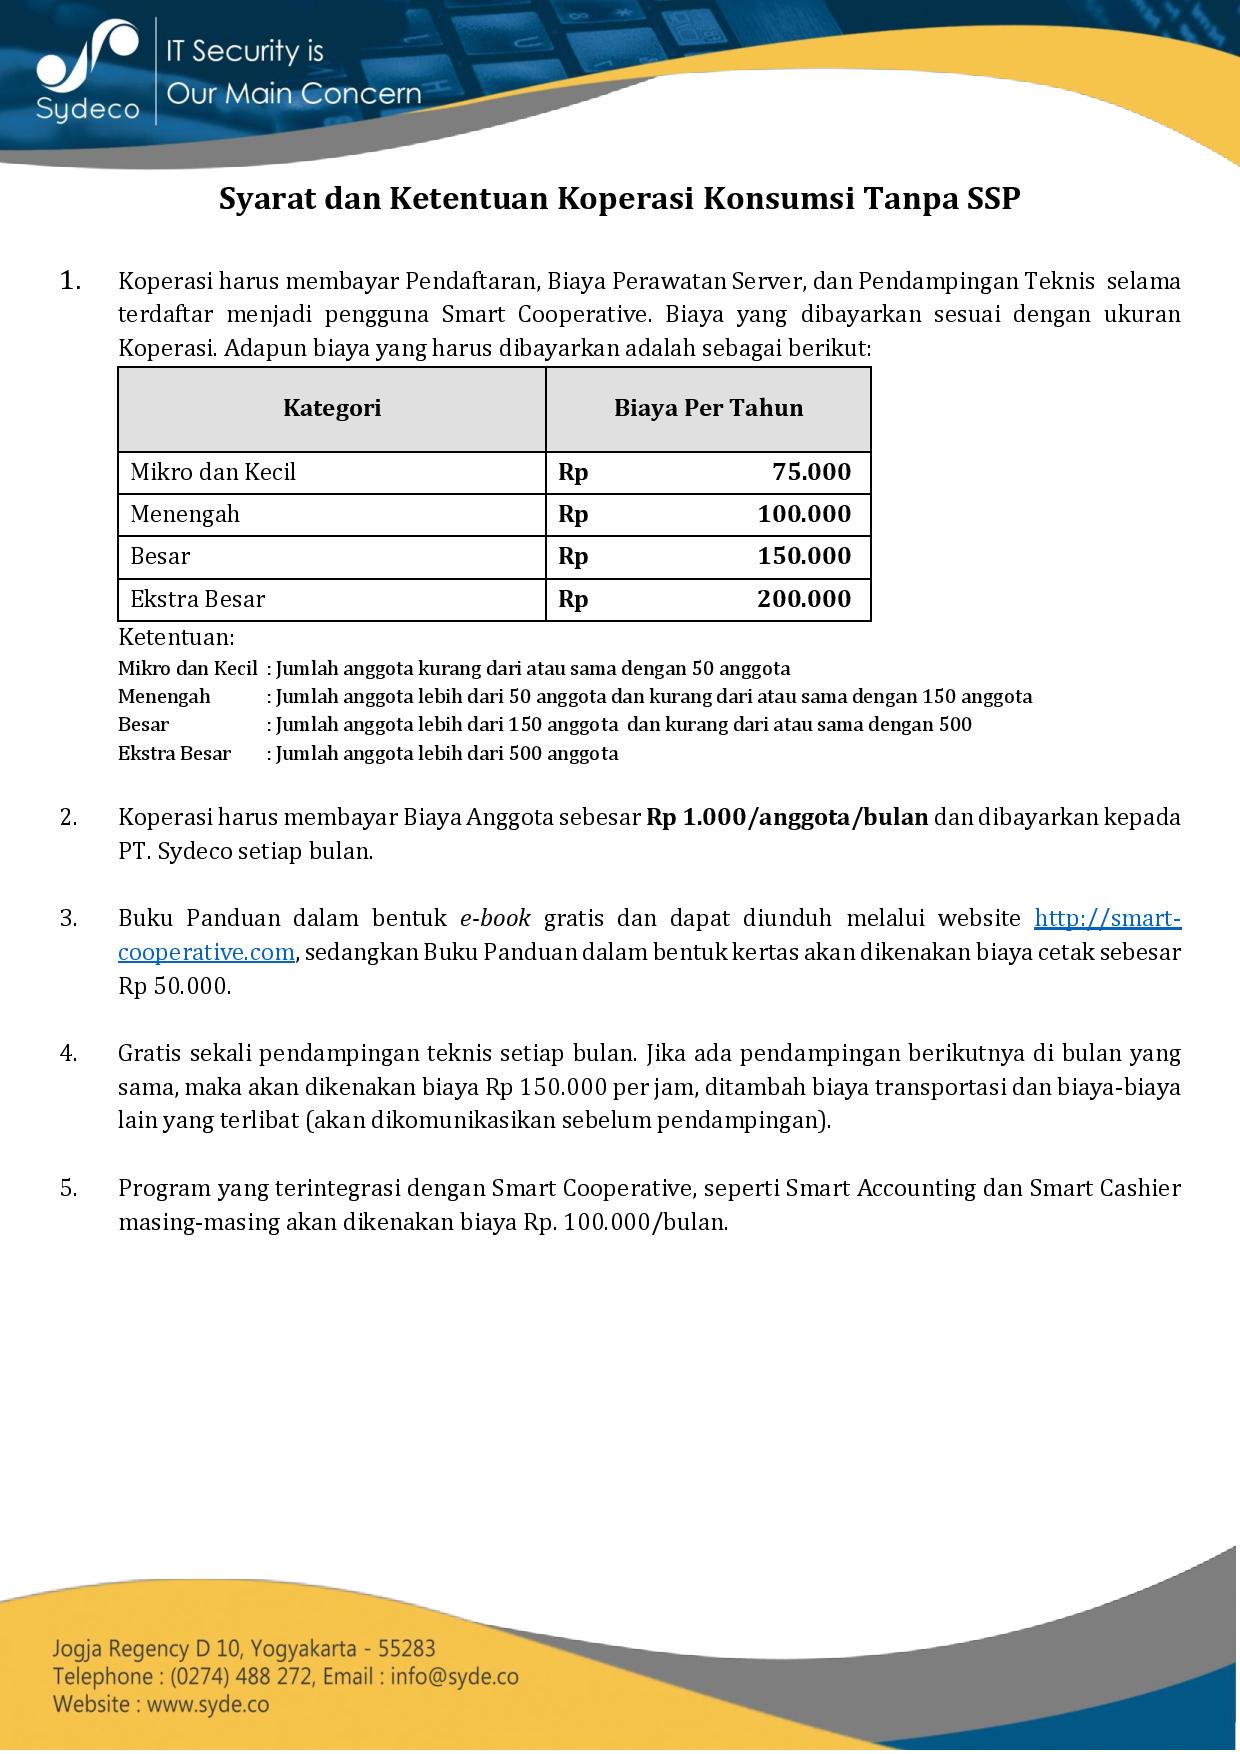 Sydeco
IT Security is
Our Main Concern
Syarat dan Ketentuan Koperasi Konsumsi Tanpa SSP
1. Koperasi harus membayar Pendaftaran, Biaya Perawatan Server, dan Pendampingan Teknis selama
terdaftar menjadi pengguna Smart Cooperative. Biaya yang dibayarkan sesuai dengan ukuran
Koperasi. Adapun biaya yang harus dibayarkan adalah sebagai berikut:
Kategori Biaya Per Tahun
Mikro dan Kecil Rp 75.000
Menengah Rp 100.000
Besar Rp 150.000
Ekstra Besar Rp 200.000
Ketentuan:
Mikro dan Kecil : Jumlah anggota kurang dari atau sama dengan 50 anggota
Menengah : Jumlah anggota lebih dari 50 anggota dan kurang dari atau sama dengan 150 anggota
Besar : Jumlah anggota lebih dari 150 anggota dan kurang dari atau sama dengan 500
Ekstra Besar : Jumlah anggota lebih dari 500 anggota
2. Koperasi harus membayar Biaya Anggota sebesar Rp 1.000/anggota/bulan dan dibayarkan kepada
PT. Sydeco setiap bulan.
3. Buku Panduan dalam bentuk e-book gratis dan dapat diunduh melalui website http://smart-
cooperative.com, sedangkan Buku Panduan dalam bentuk kertas akan dikenakan biaya cetak sebesar
Rp 50.000.
4. Gratis sekali pendampingan teknis setiap bulan. Jika ada pendampingan berikutnya di bulan yang
sama, maka akan dikenakan biaya Rp 150.000 per jam, ditambah biaya transportasi dan biaya-biaya
lain yang terlibat (akan dikomunikasikan sebelum pendampingan).
5. Program yang terintegrasi dengan Smart Cooperative, seperti Smart Accounting dan Smart Cashier
masing-masing akan dikenakan biaya Rp. 100.000/bulan.
Jogja Regency D 10, Yogyakarta - 55283
Telephone : (0274) 488 272, Email : info@syde.co
Website : www.syde.co